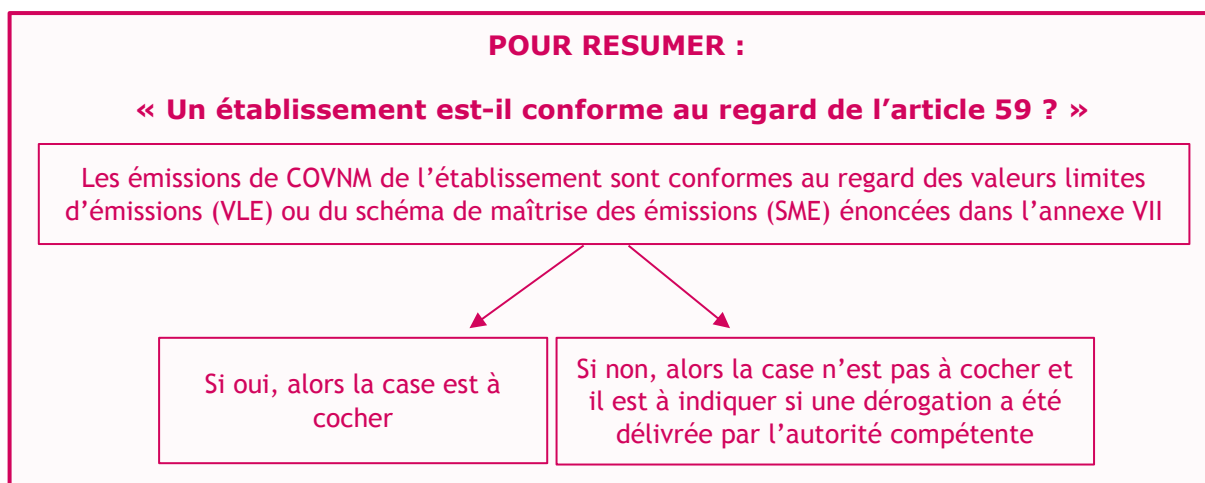 POUR RESUMER :
« Un établissement est-il conforme au regard de l’article 59 ? »
Les émissions de COVNM de l’établissement sont conformes au regard des valeurs limites
d’émissions (VLE) ou du schéma de maîtrise des émissions (SME) énoncées dans l’annexe VII
Si oui, alors la case est à
cocher
Si non, alors la case n’est pas à cocher et
il est à indiquer si une dérogation a été
délivrée par l’autorité compétente